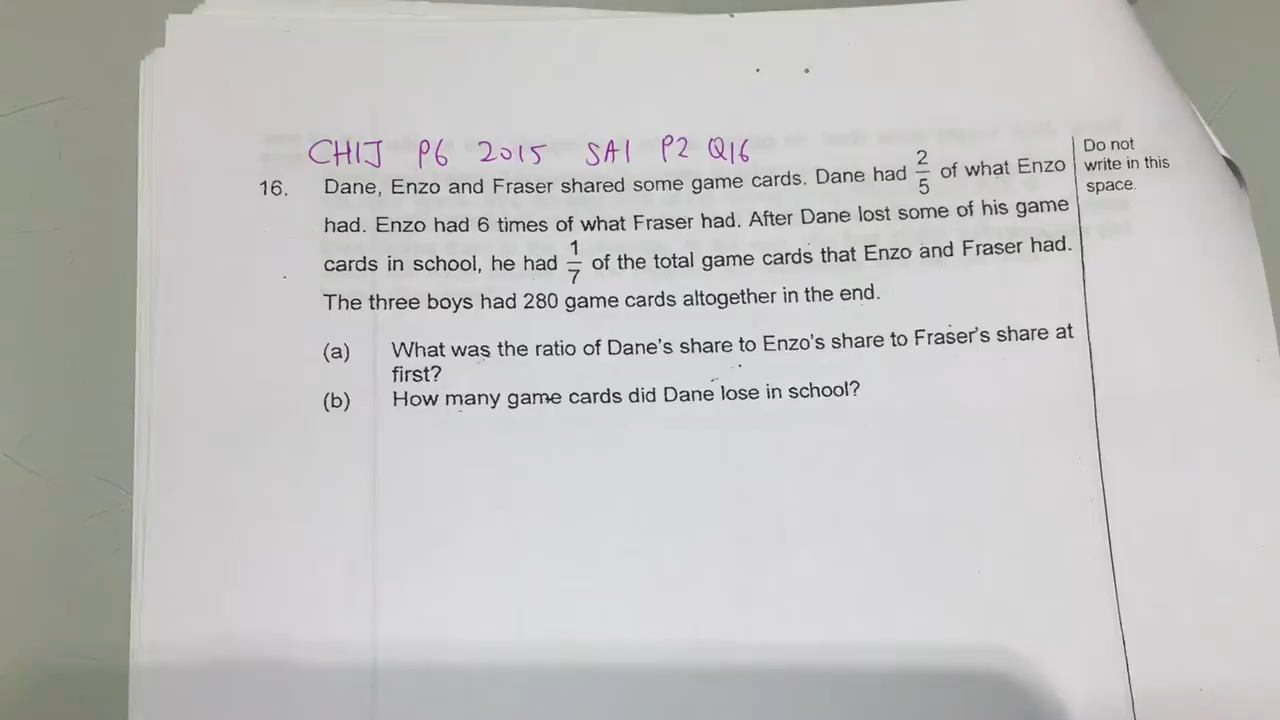 CHIJ P6 2015 SA1 P2 Q16
Do not
write in this
space.
16. Dane, Enzo and Fraser shared some game cards. Dane had 2/5 of what Enzo
had. Enzo had 6 times of what Fraser had. After Dane lost some of his game
cards in school, he had 1/7 of the total game cards that Enzo and Fraser had.
The three boys had 280 game cards altogether in the end.
(a) What was the ratio of Dane's share to Enzo's share to Fraser's share at
first?
(b) How many game cards did Dane lose in school?